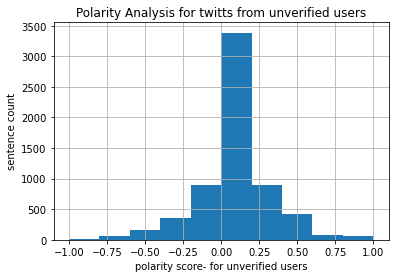 Polarity Analysis for twitts from unverified users
sentence count
3500
3000
2500
2000
1500
1000
500
0
−1.00 −0.75 −0.50 −0.25 0.00 0.25 0.50 0.75 1.00
polarity score- for unverified users